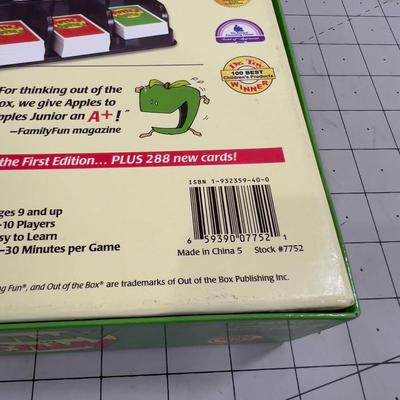 Dr. Toy
100 BEST
Children's Products
WINNER
For thinking out of the
ox, we give Apples to
pples Junior an A+!"
—FamilyFun magazine
the First Edition... PLUS 288 new cards!
ISBN 1-932359-40-0
ges 9 and up
-10 Players
sy to Learn
-30 Minutes per Game
6 59390 07752 1
Made in China 5 Stock #7752
ing Fun®, and Out of the Box® are trademarks of Out of the Box Publishing Inc.